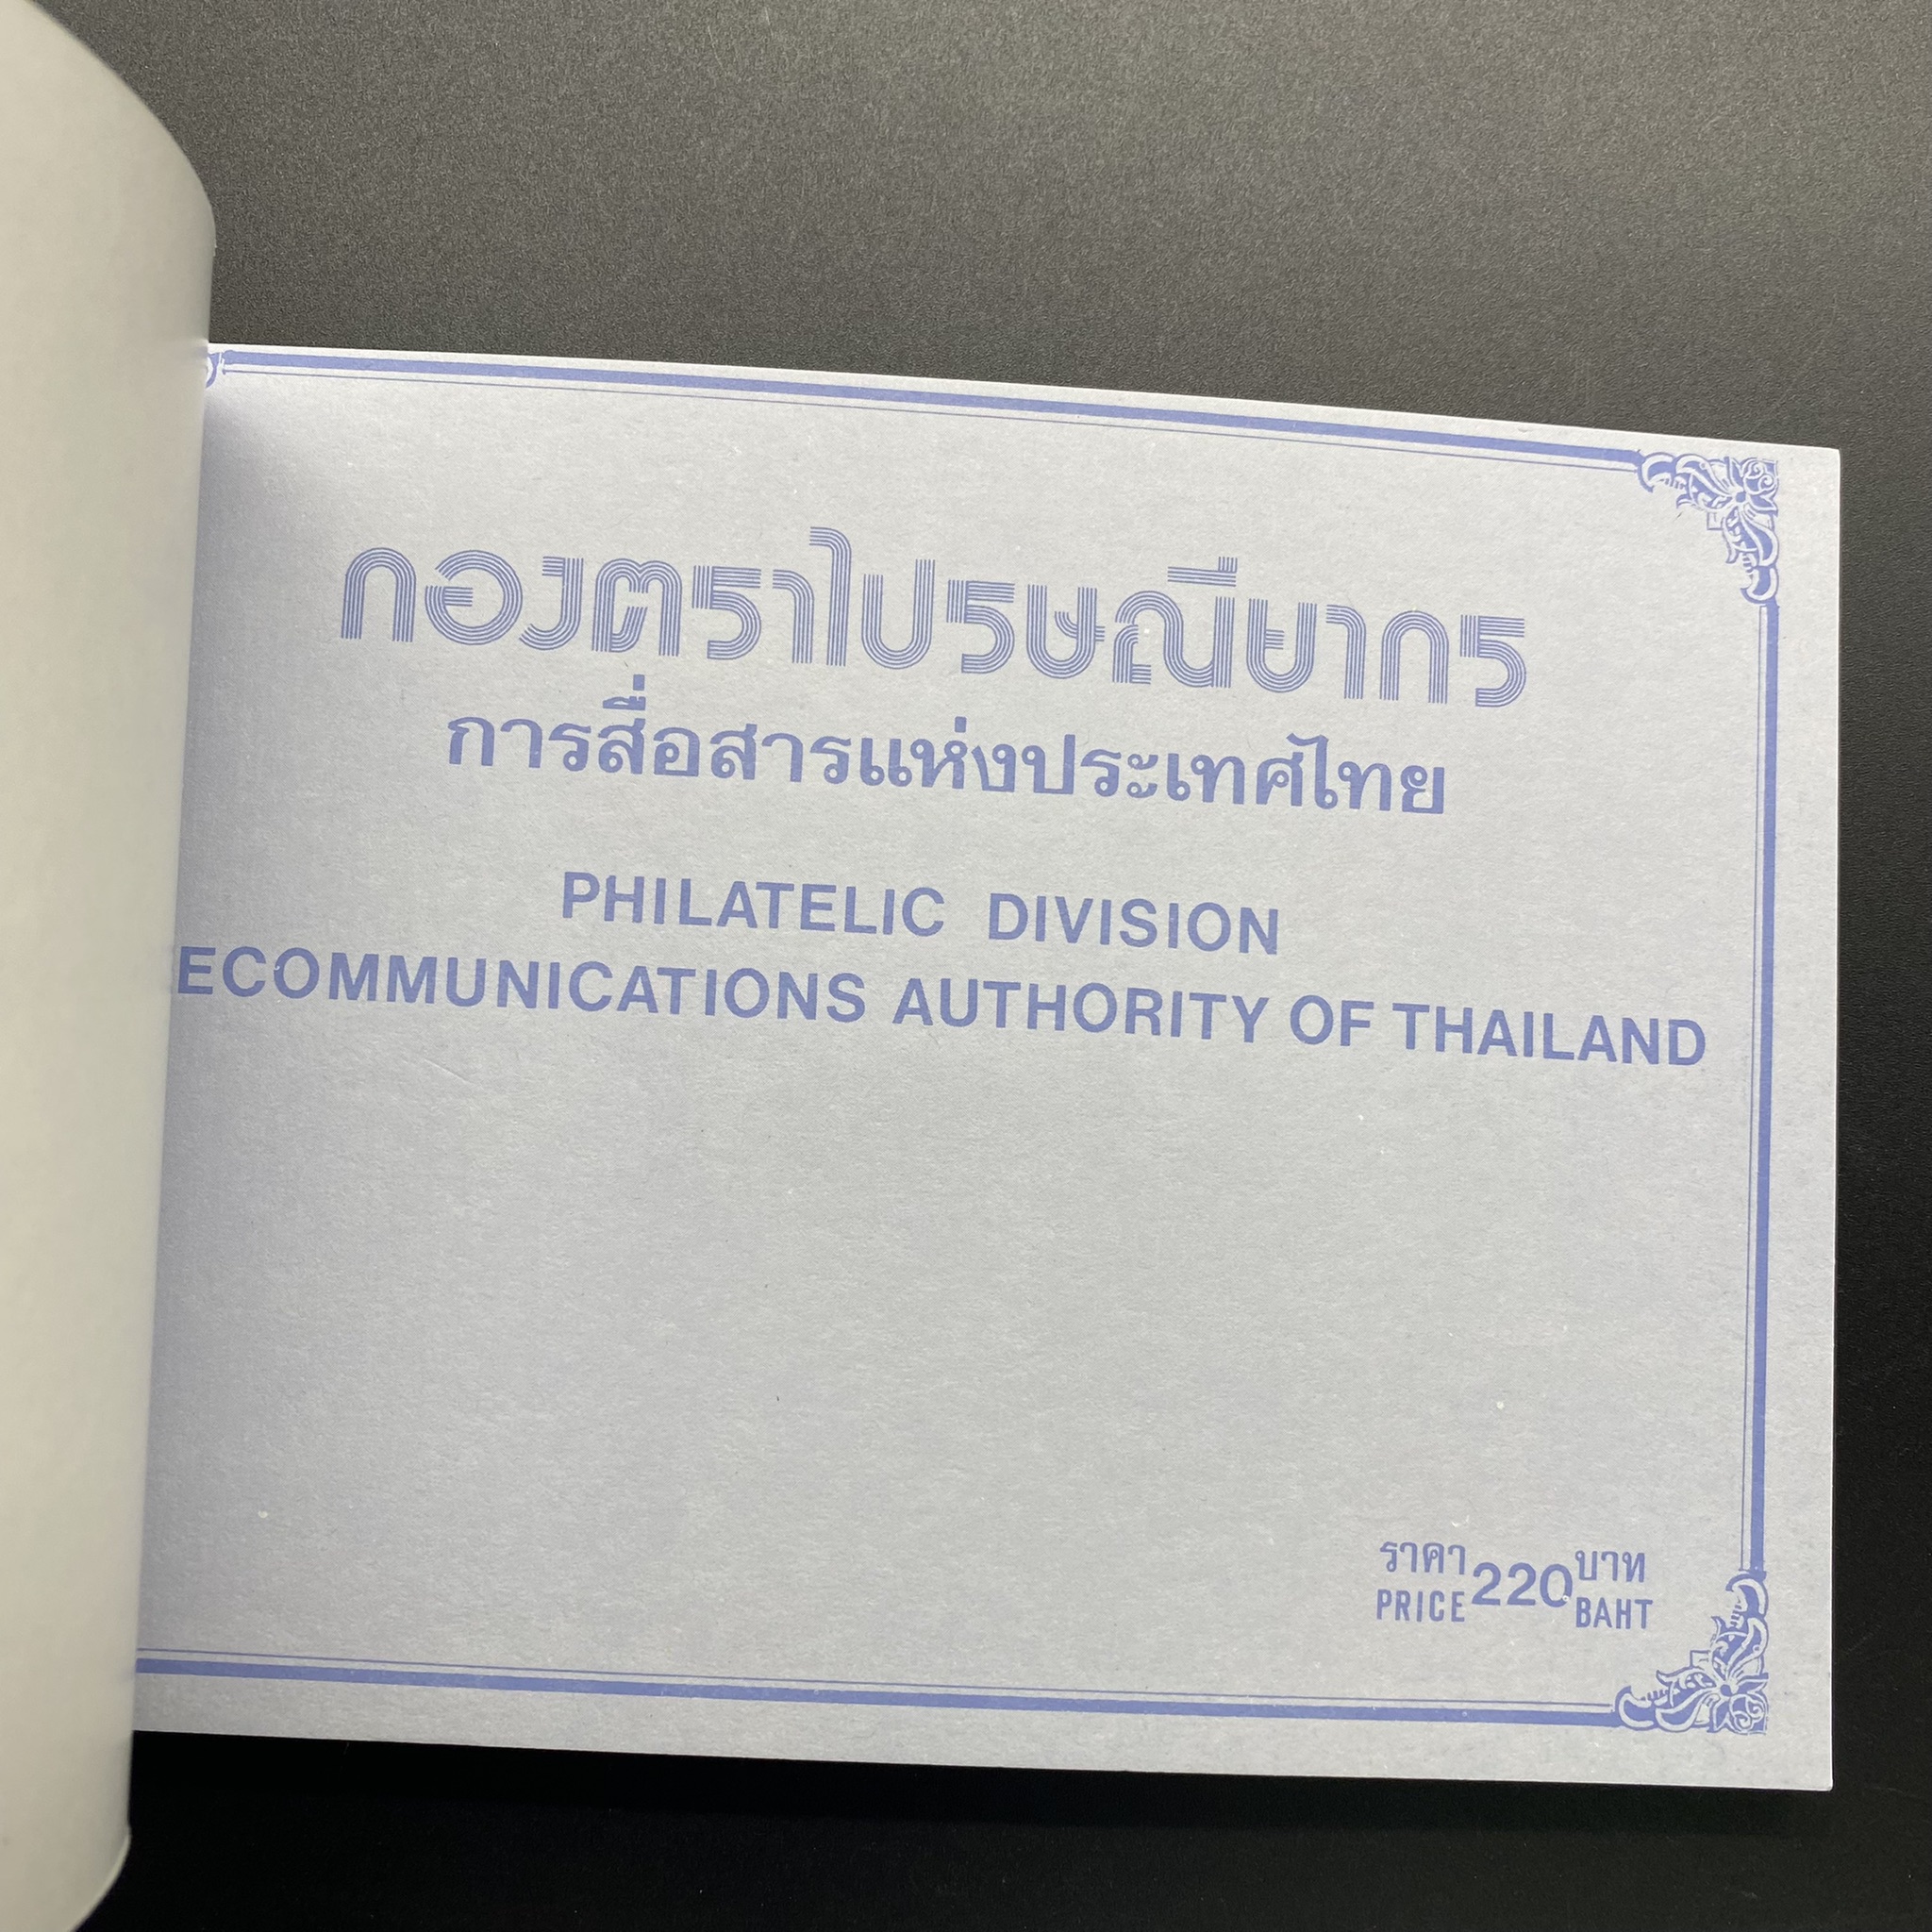 กองตราไปรษณียากร
การสื่อสารแห่งประเทศไทย
PHILATELIC DIVISION
ECOMMUNICATIONS AUTHORITY OF THAILAND
ราคา 220 บาท
PRICE BAHT